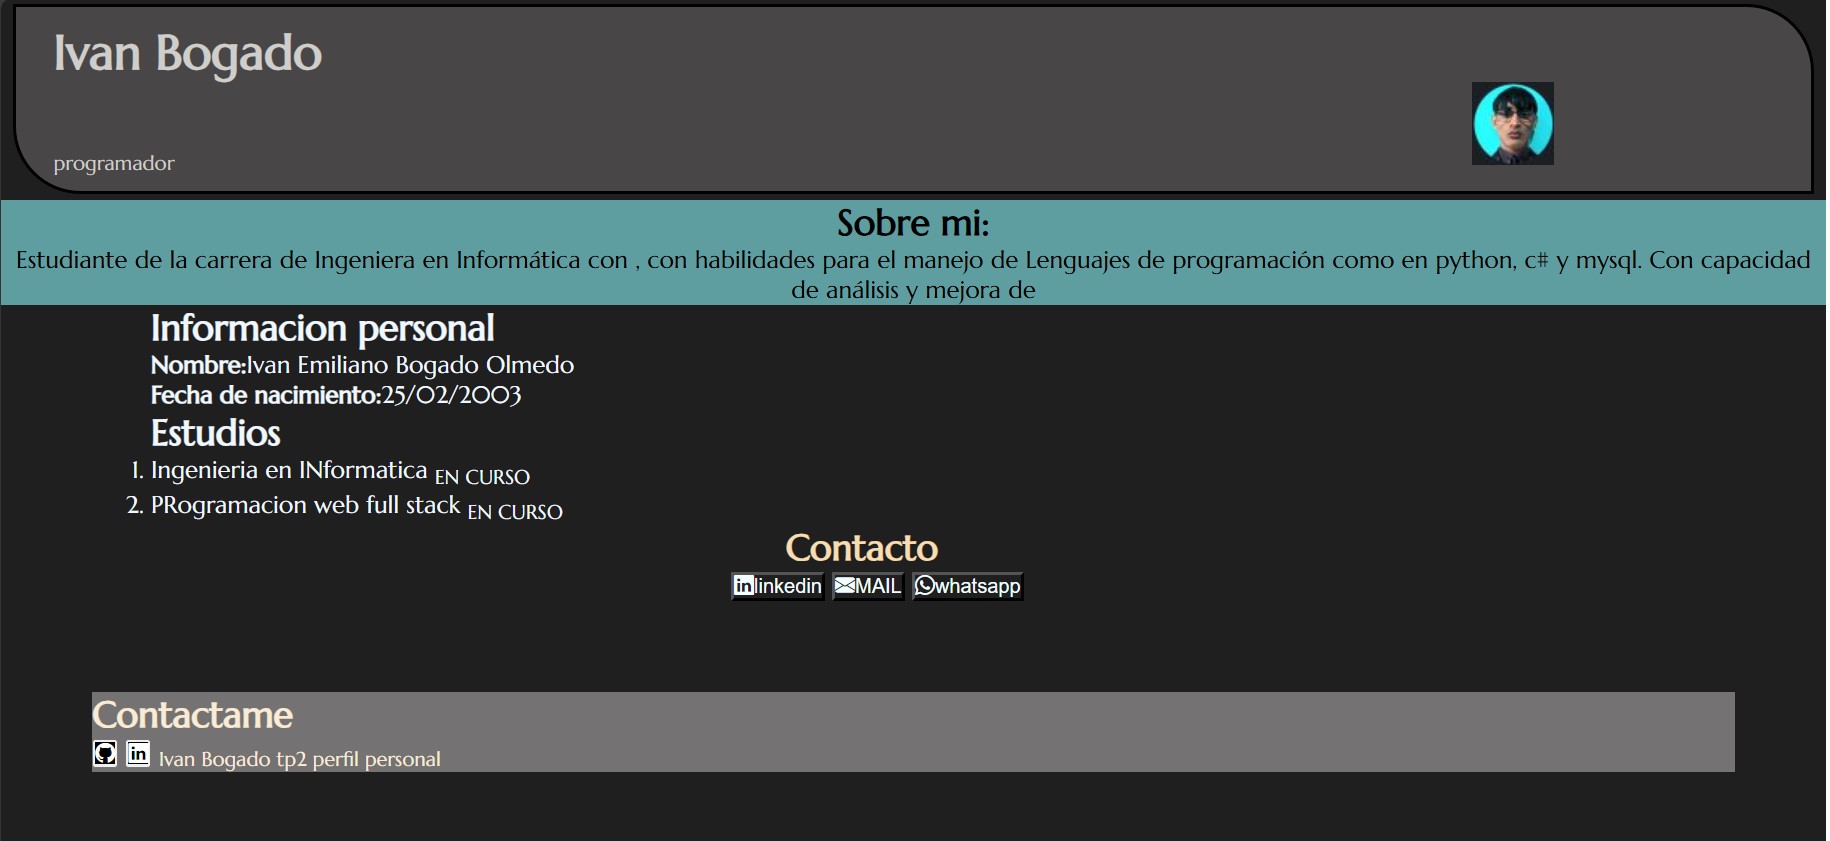 Ivan Bogado
programador
Sobre mi:
Estudiante de la carrera de Ingeniera en Informática con , con habilidades para el manejo de Lenguajes de programación como en python, c# y mysql. Con capacidad
de análisis y mejora de
Informacion personal
Nombre:Ivan Emiliano Bogado Olmedo
Fecha de nacimiento:25/02/2003
Estudios
1. Ingenieria en INformatica EN CURSO
2. PRogramacion web full stack EN CURSO
Contacto
linkedin MAIL whatsapp
Contactame
Ivan Bogado tp2 perfil personal